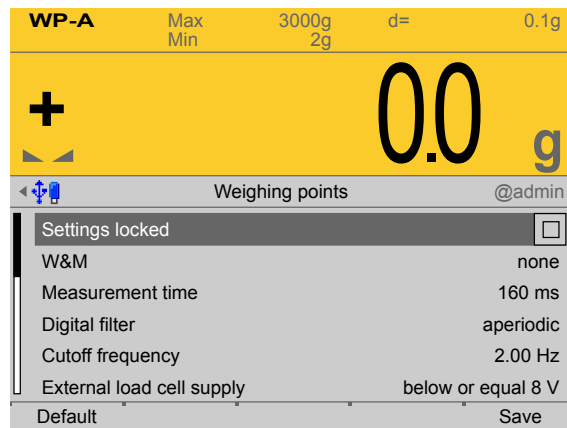 WP-A Max 3000g d= 0.1g
Min 2g
+ 0.0 g
Weighing points @admin
Settings locked
W&M none
Measurement time 160 ms
Digital filter aperiodic
Cutoff frequency 2.00 Hz
External load cell supply below or equal 8 V
Default Save